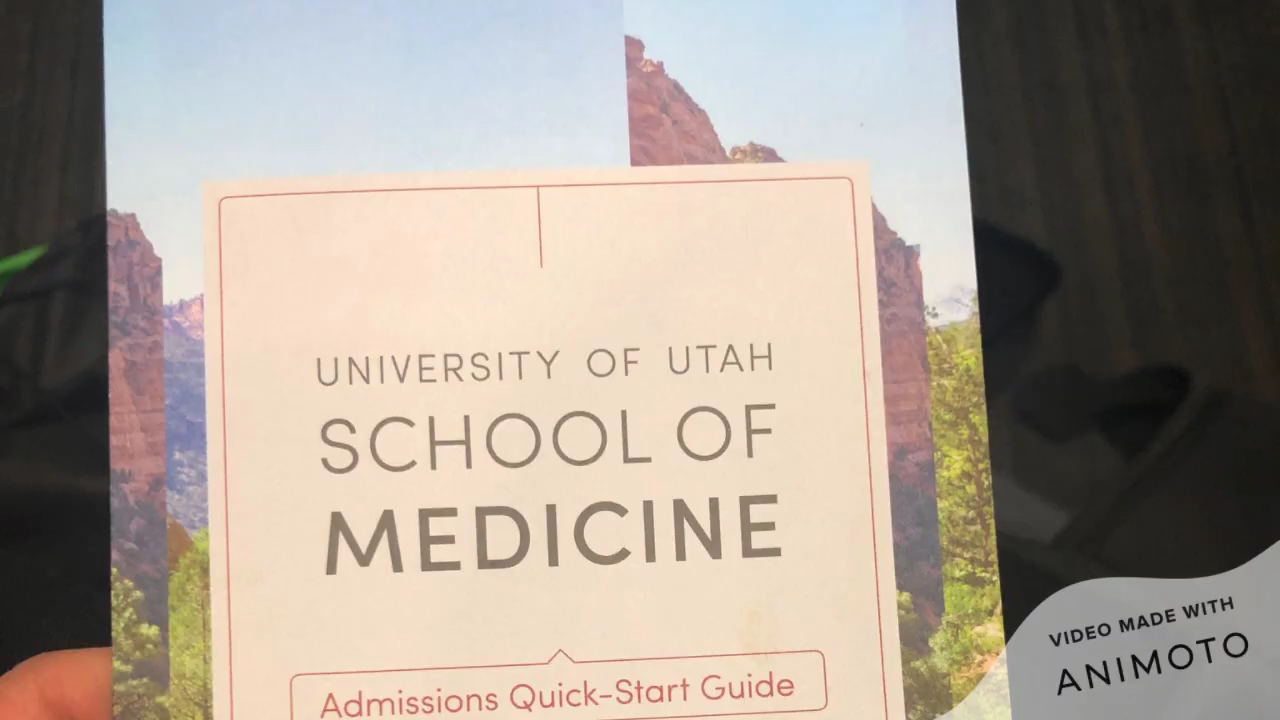 UNIVERSITY OF UTAH
SCHOOL OF
MEDICINE
Admissions Quick-Start Guide
VIDEO MADE WITH
ANIMOTO